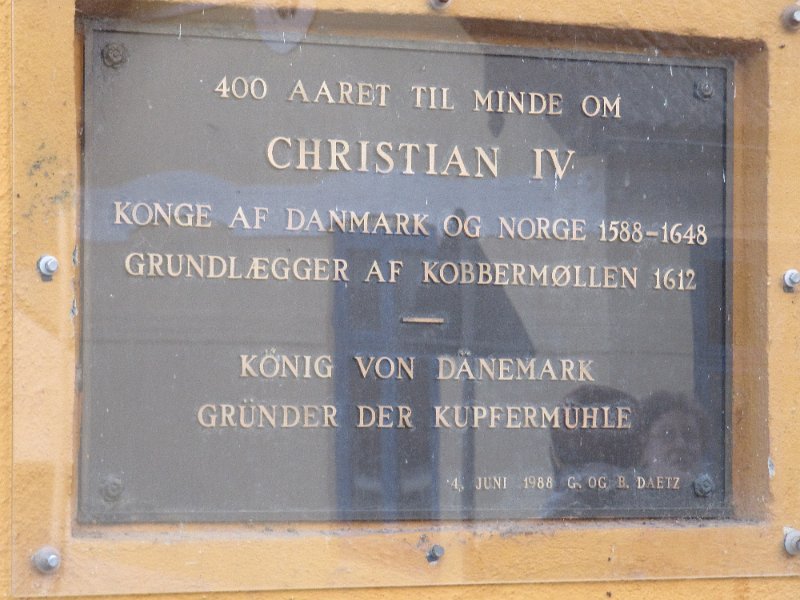 400 AARET TIL MINDE OM
CHRISTIAN IV
KONGE AF DANMARK OG NORGE 1588-1648
GRUNDLÆGGER AF KOBBERMØLLEN 1612
—
KÖNIG VON DÄNEMARK
GRÜNDER DER KUPFERMÜHLE
4. JUNI 1988 G. OG B. DAETZ